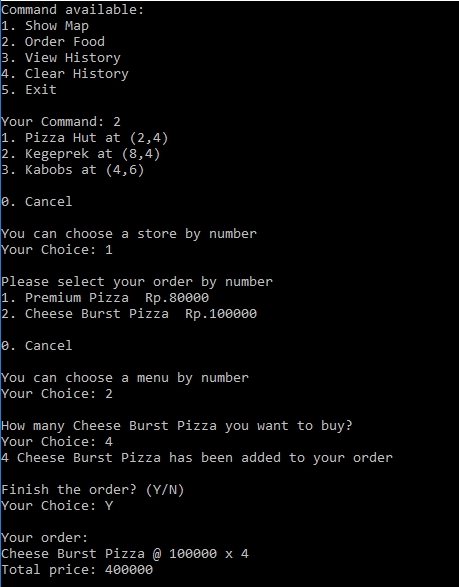 Command available:
1. Show Map
2. Order Food
3. View History
4. Clear History
5. Exit
Your Command: 2
1. Pizza Hut at (2,4)
2. Kegeprek at (8,4)
3. Kabobs at (4,6)
0. Cancel
You can choose a store by number
Your Choice: 1
Please select your order by number
1. Premium Pizza  Rp.80000
2. Cheese Burst Pizza  Rp.100000
0. Cancel
You can choose a menu by number
Your Choice: 2
How many Cheese Burst Pizza you want to buy?
Your Choice: 4
4 Cheese Burst Pizza has been added to your order
Finish the order? (Y/N)
Your Choice: Y
Your order:
Cheese Burst Pizza @ 100000 x 4
Total price: 400000